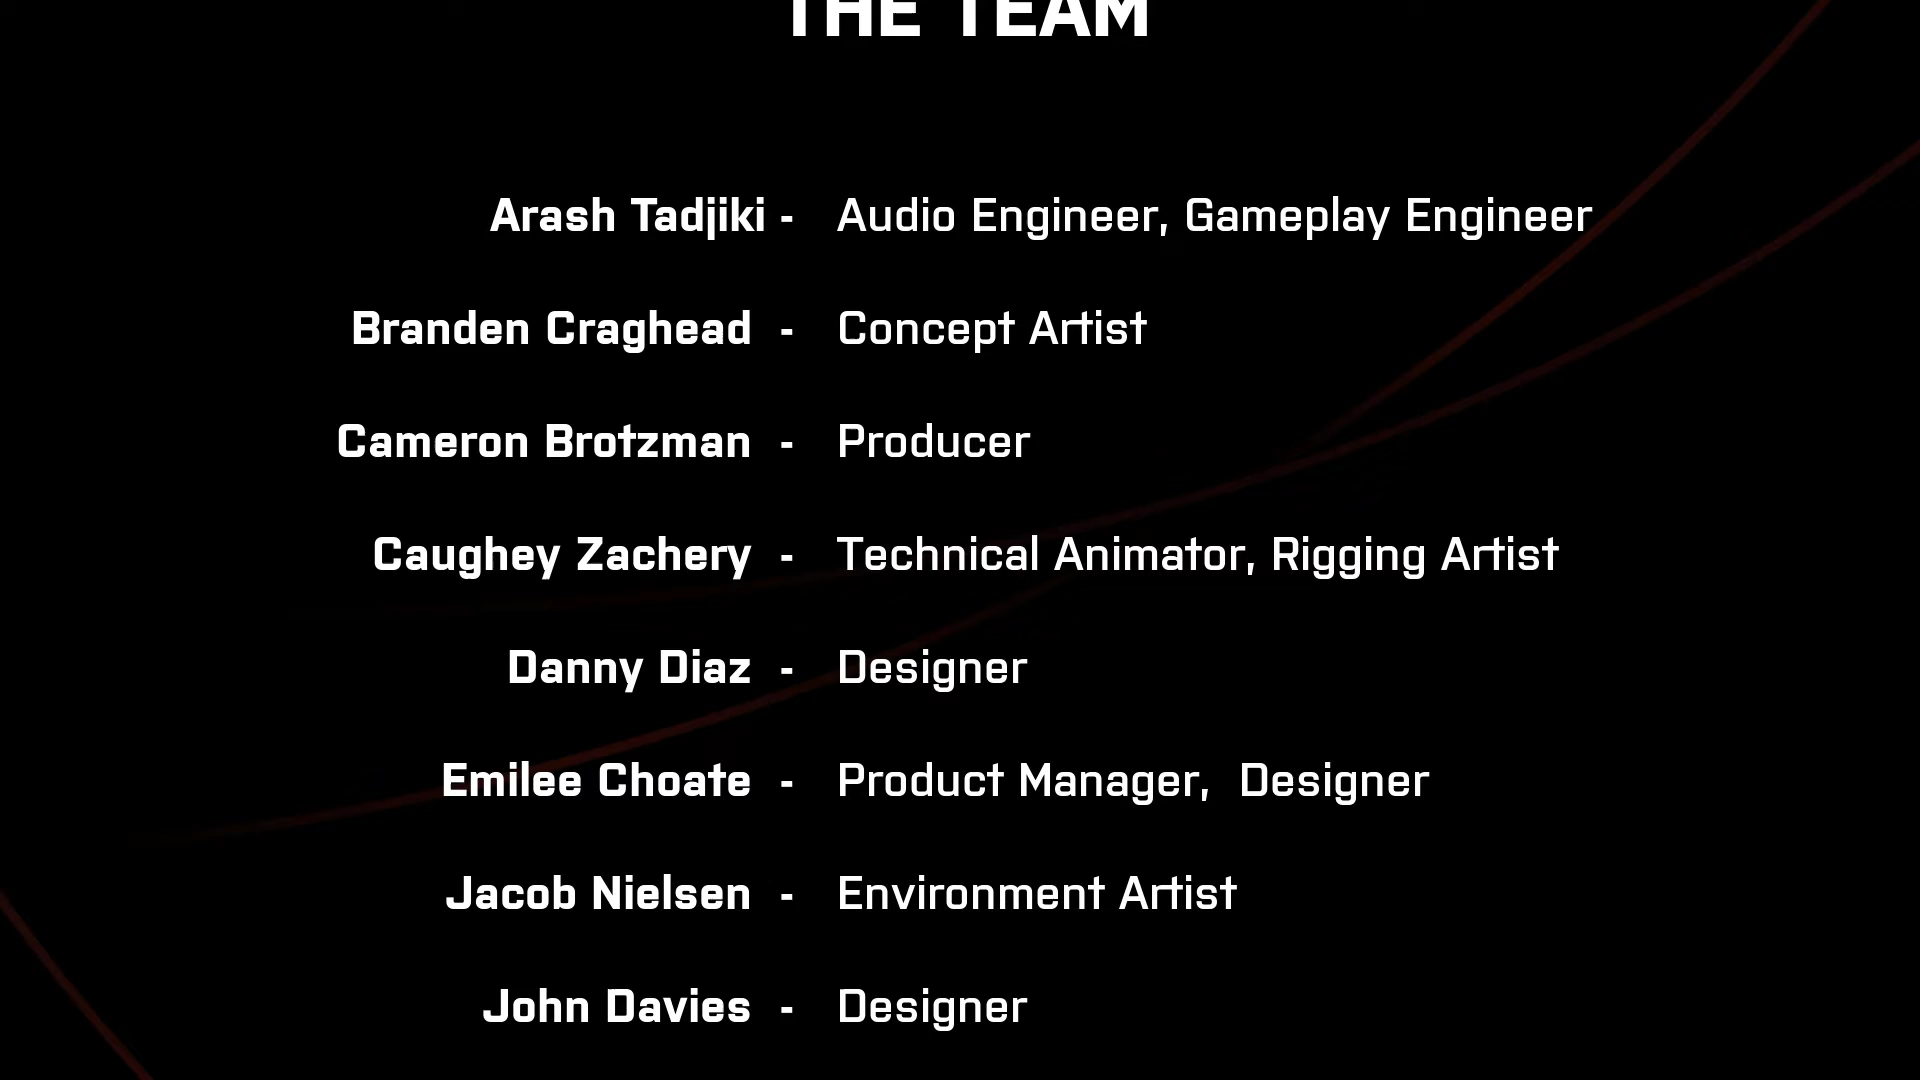 THE TEAM
Arash Tadjiki - Audio Engineer, Gameplay Engineer
Branden Craghead - Concept Artist
Cameron Brotzman - Producer
Caughey Zachery - Technical Animator, Rigging Artist
Danny Diaz - Designer
Emilee Choate - Product Manager,  Designer
Jacob Nielsen - Environment Artist
John Davies - Designer